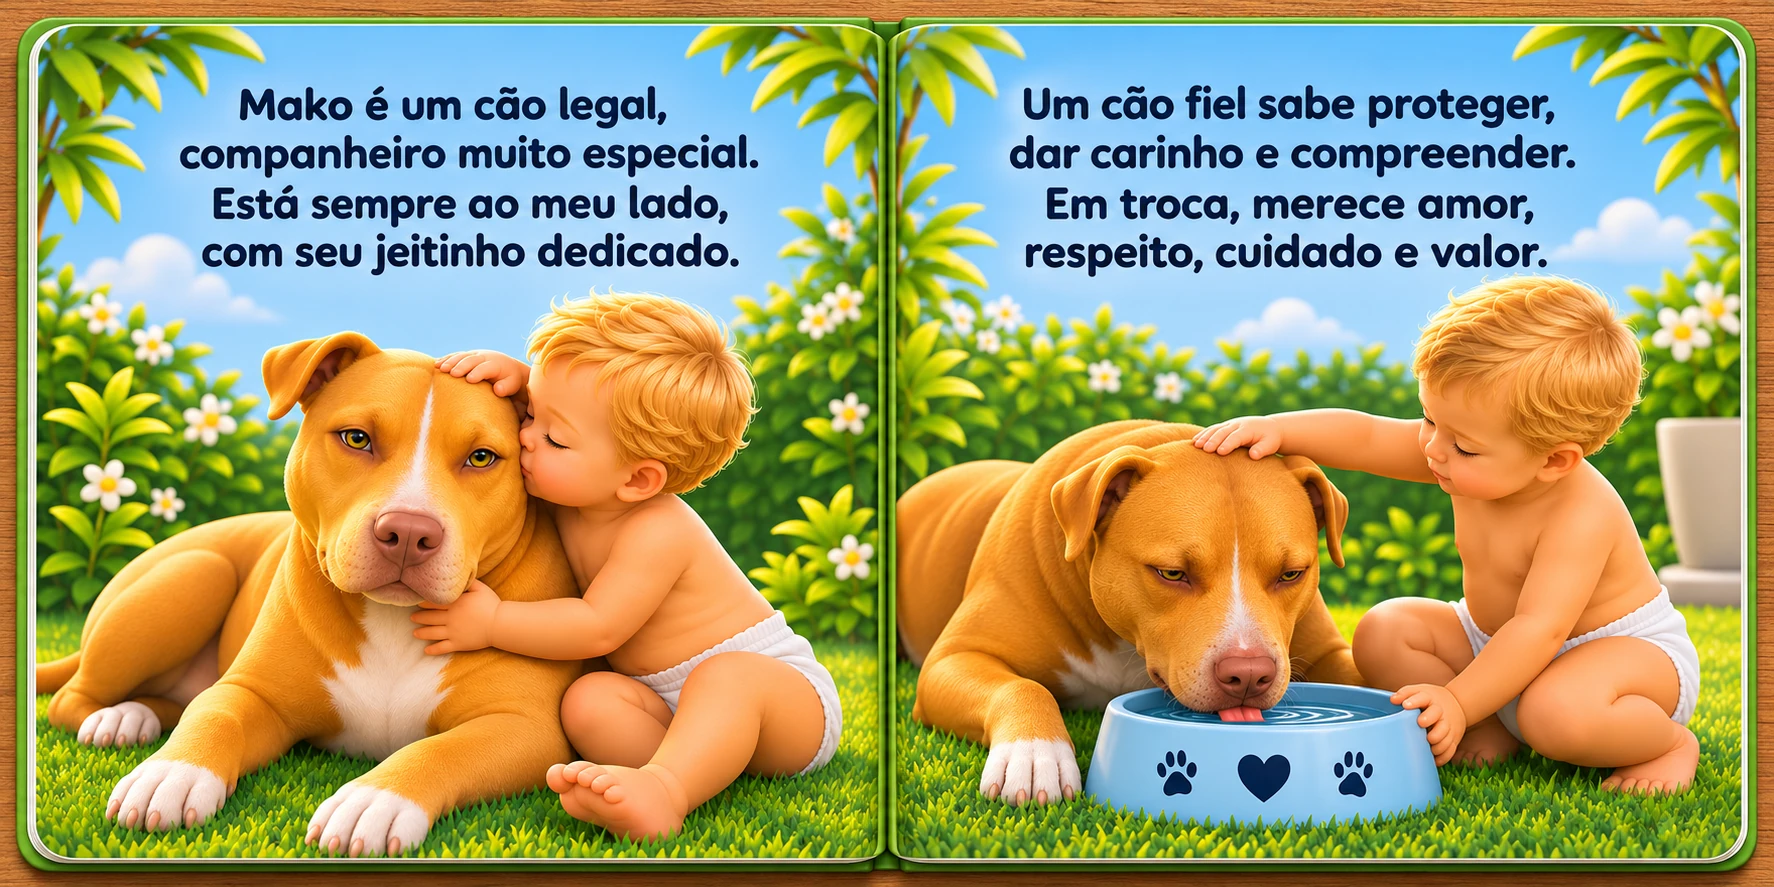 Mako é um cão legal,
companheiro muito especial.
Está sempre ao meu lado,
com seu jeitinho dedicado.
Um cão fiel sabe proteger,
dar carinho e compreender.
Em troca, merece amor,
respeito, cuidado e valor.